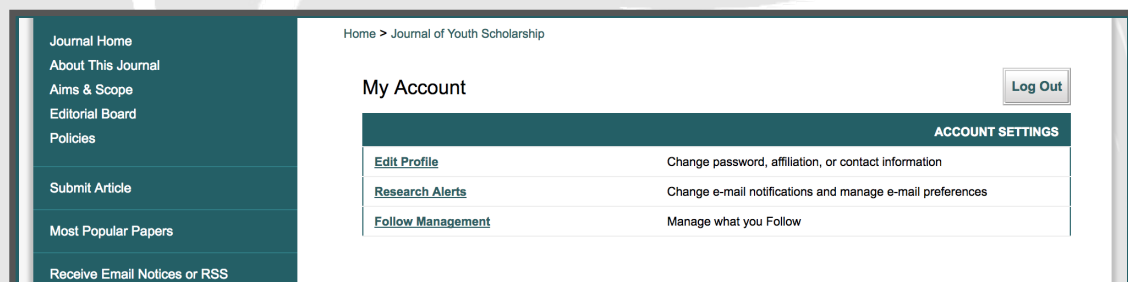 Journal Home
About This Journal
Aims & Scope
Editorial Board
Policies
Submit Article
Most Popular Papers
Receive Email Notices or RSS
Home > Journal of Youth Scholarship
My Account
Log Out
ACCOUNT SETTINGS
Edit Profile Change password, affiliation, or contact information
Research Alerts Change e-mail notifications and manage e-mail preferences
Follow Management Manage what you Follow